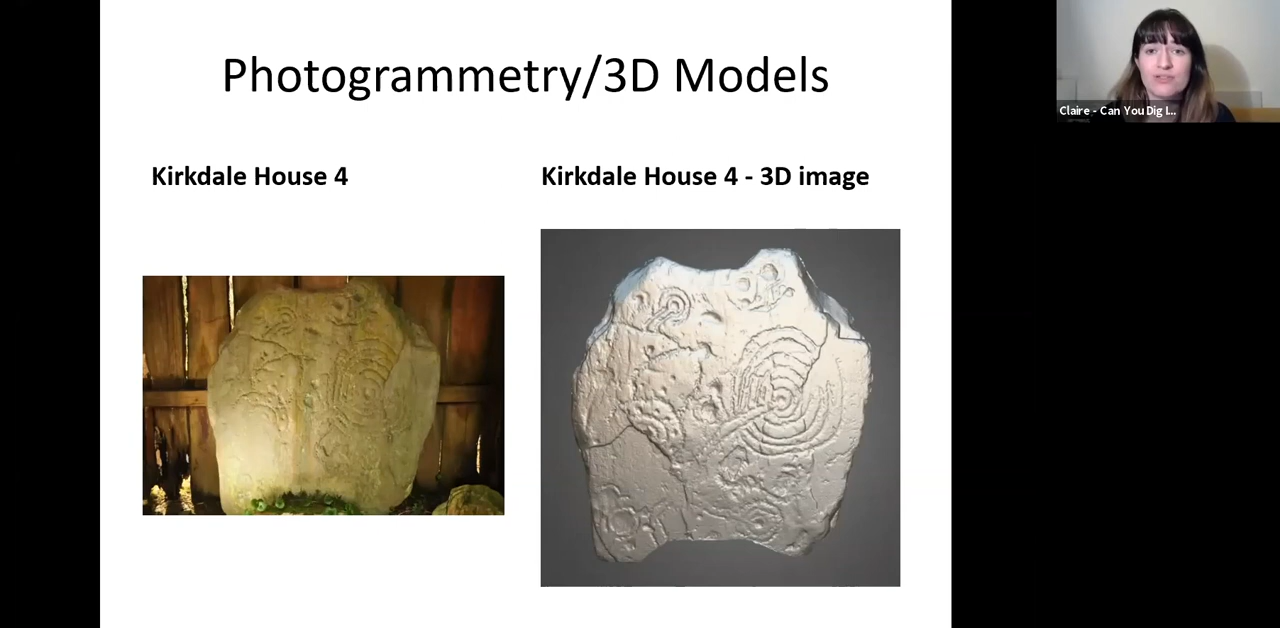 Photogrammetry/3D Models
Kirkdale House 4
Kirkdale House 4 - 3D image
Claire - Can You Dig I...